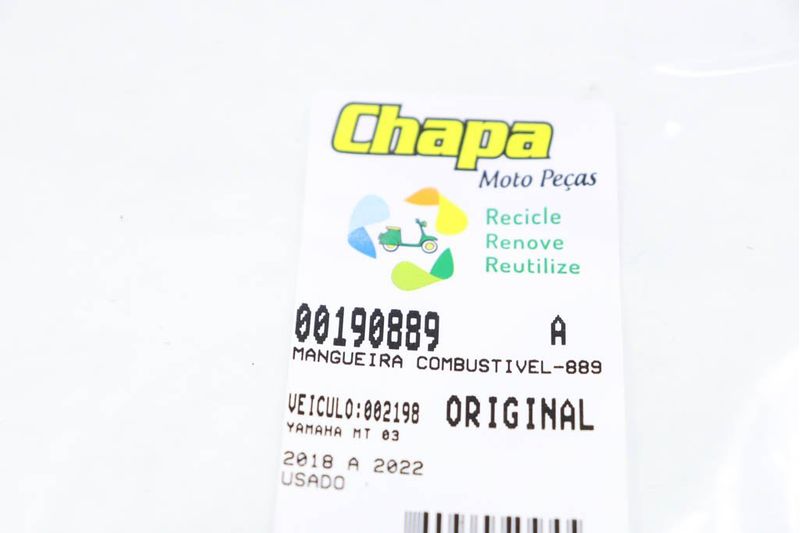 Chapa
Moto Peças
Recicle
Renove
Reutilize
00190889 A
MANGUEIRA COMBUSTIVEL-889
VEICULO:002198 ORIGINAL
YAMAHA MT 03
2018 A 2022
USADO